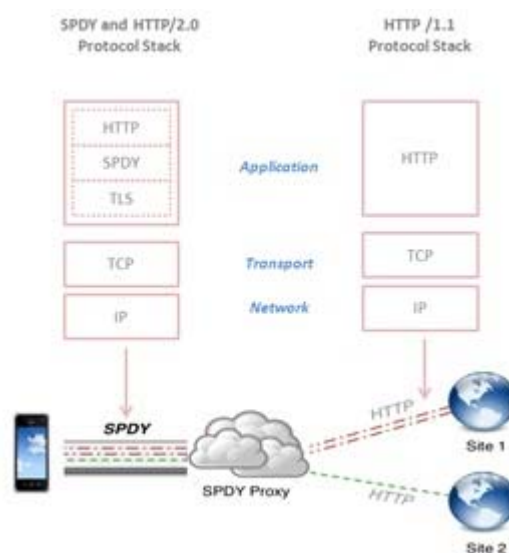 SPDY and HTTP/2.0
Protocol Stack
HTTP /1.1
Protocol Stack
HTTP
SPDY
TLS
Application
HTTP
TCP
Transport
TCP
IP
Network
IP
SPDY
HTTP
Site 1
SPDY Proxy
HTTP
Site 2